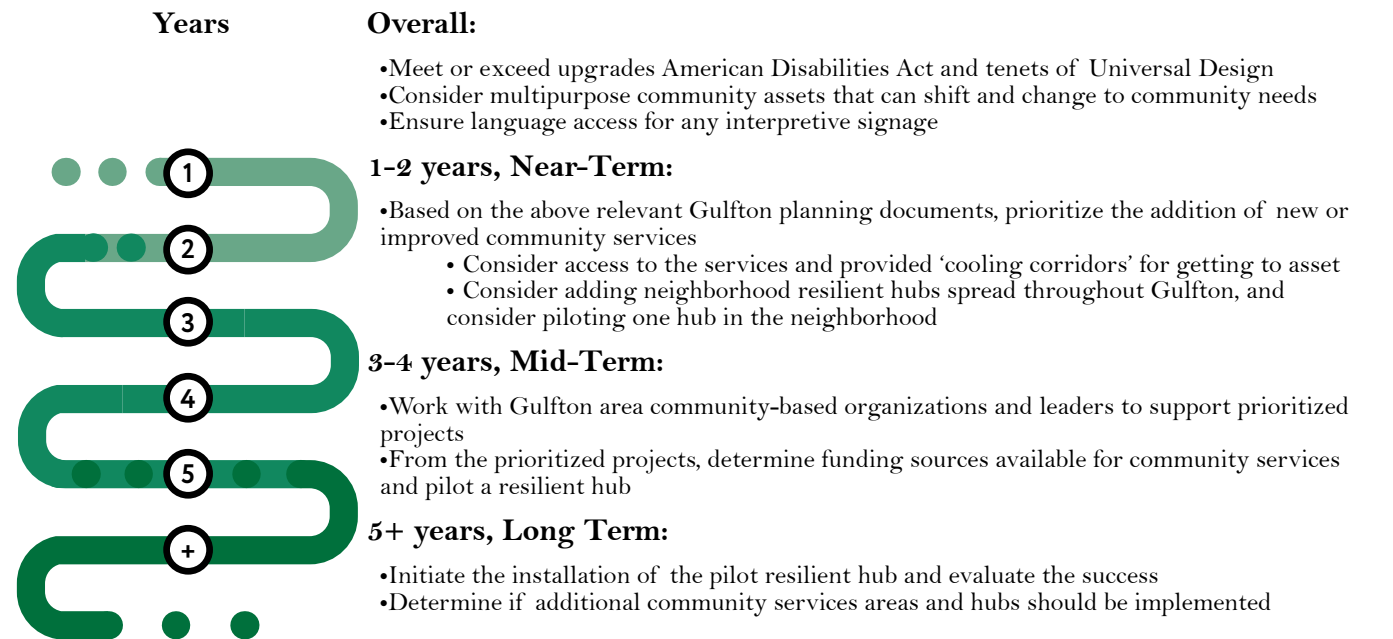 Years
Overall:
•Meet or exceed upgrades American Disabilities Act and tenets of Universal Design
•Consider multipurpose community assets that can shift and change to community needs
•Ensure language access for any interpretive signage
1
1-2 years, Near-Term:
•Based on the above relevant Gulfton planning documents, prioritize the addition of new or
improved community services
2
• Consider access to the services and provided ‘cooling corridors’ for getting to asset
• Consider adding neighborhood resilient hubs spread throughout Gulfton, and
consider piloting one hub in the neighborhood
3
3-4 years, Mid-Term:
4
•Work with Gulfton area community-based organizations and leaders to support prioritized
projects
•From the prioritized projects, determine funding sources available for community services
and pilot a resilient hub
5
5+ years, Long Term:
+
•Initiate the installation of the pilot resilient hub and evaluate the success
•Determine if additional community services areas and hubs should be implemented